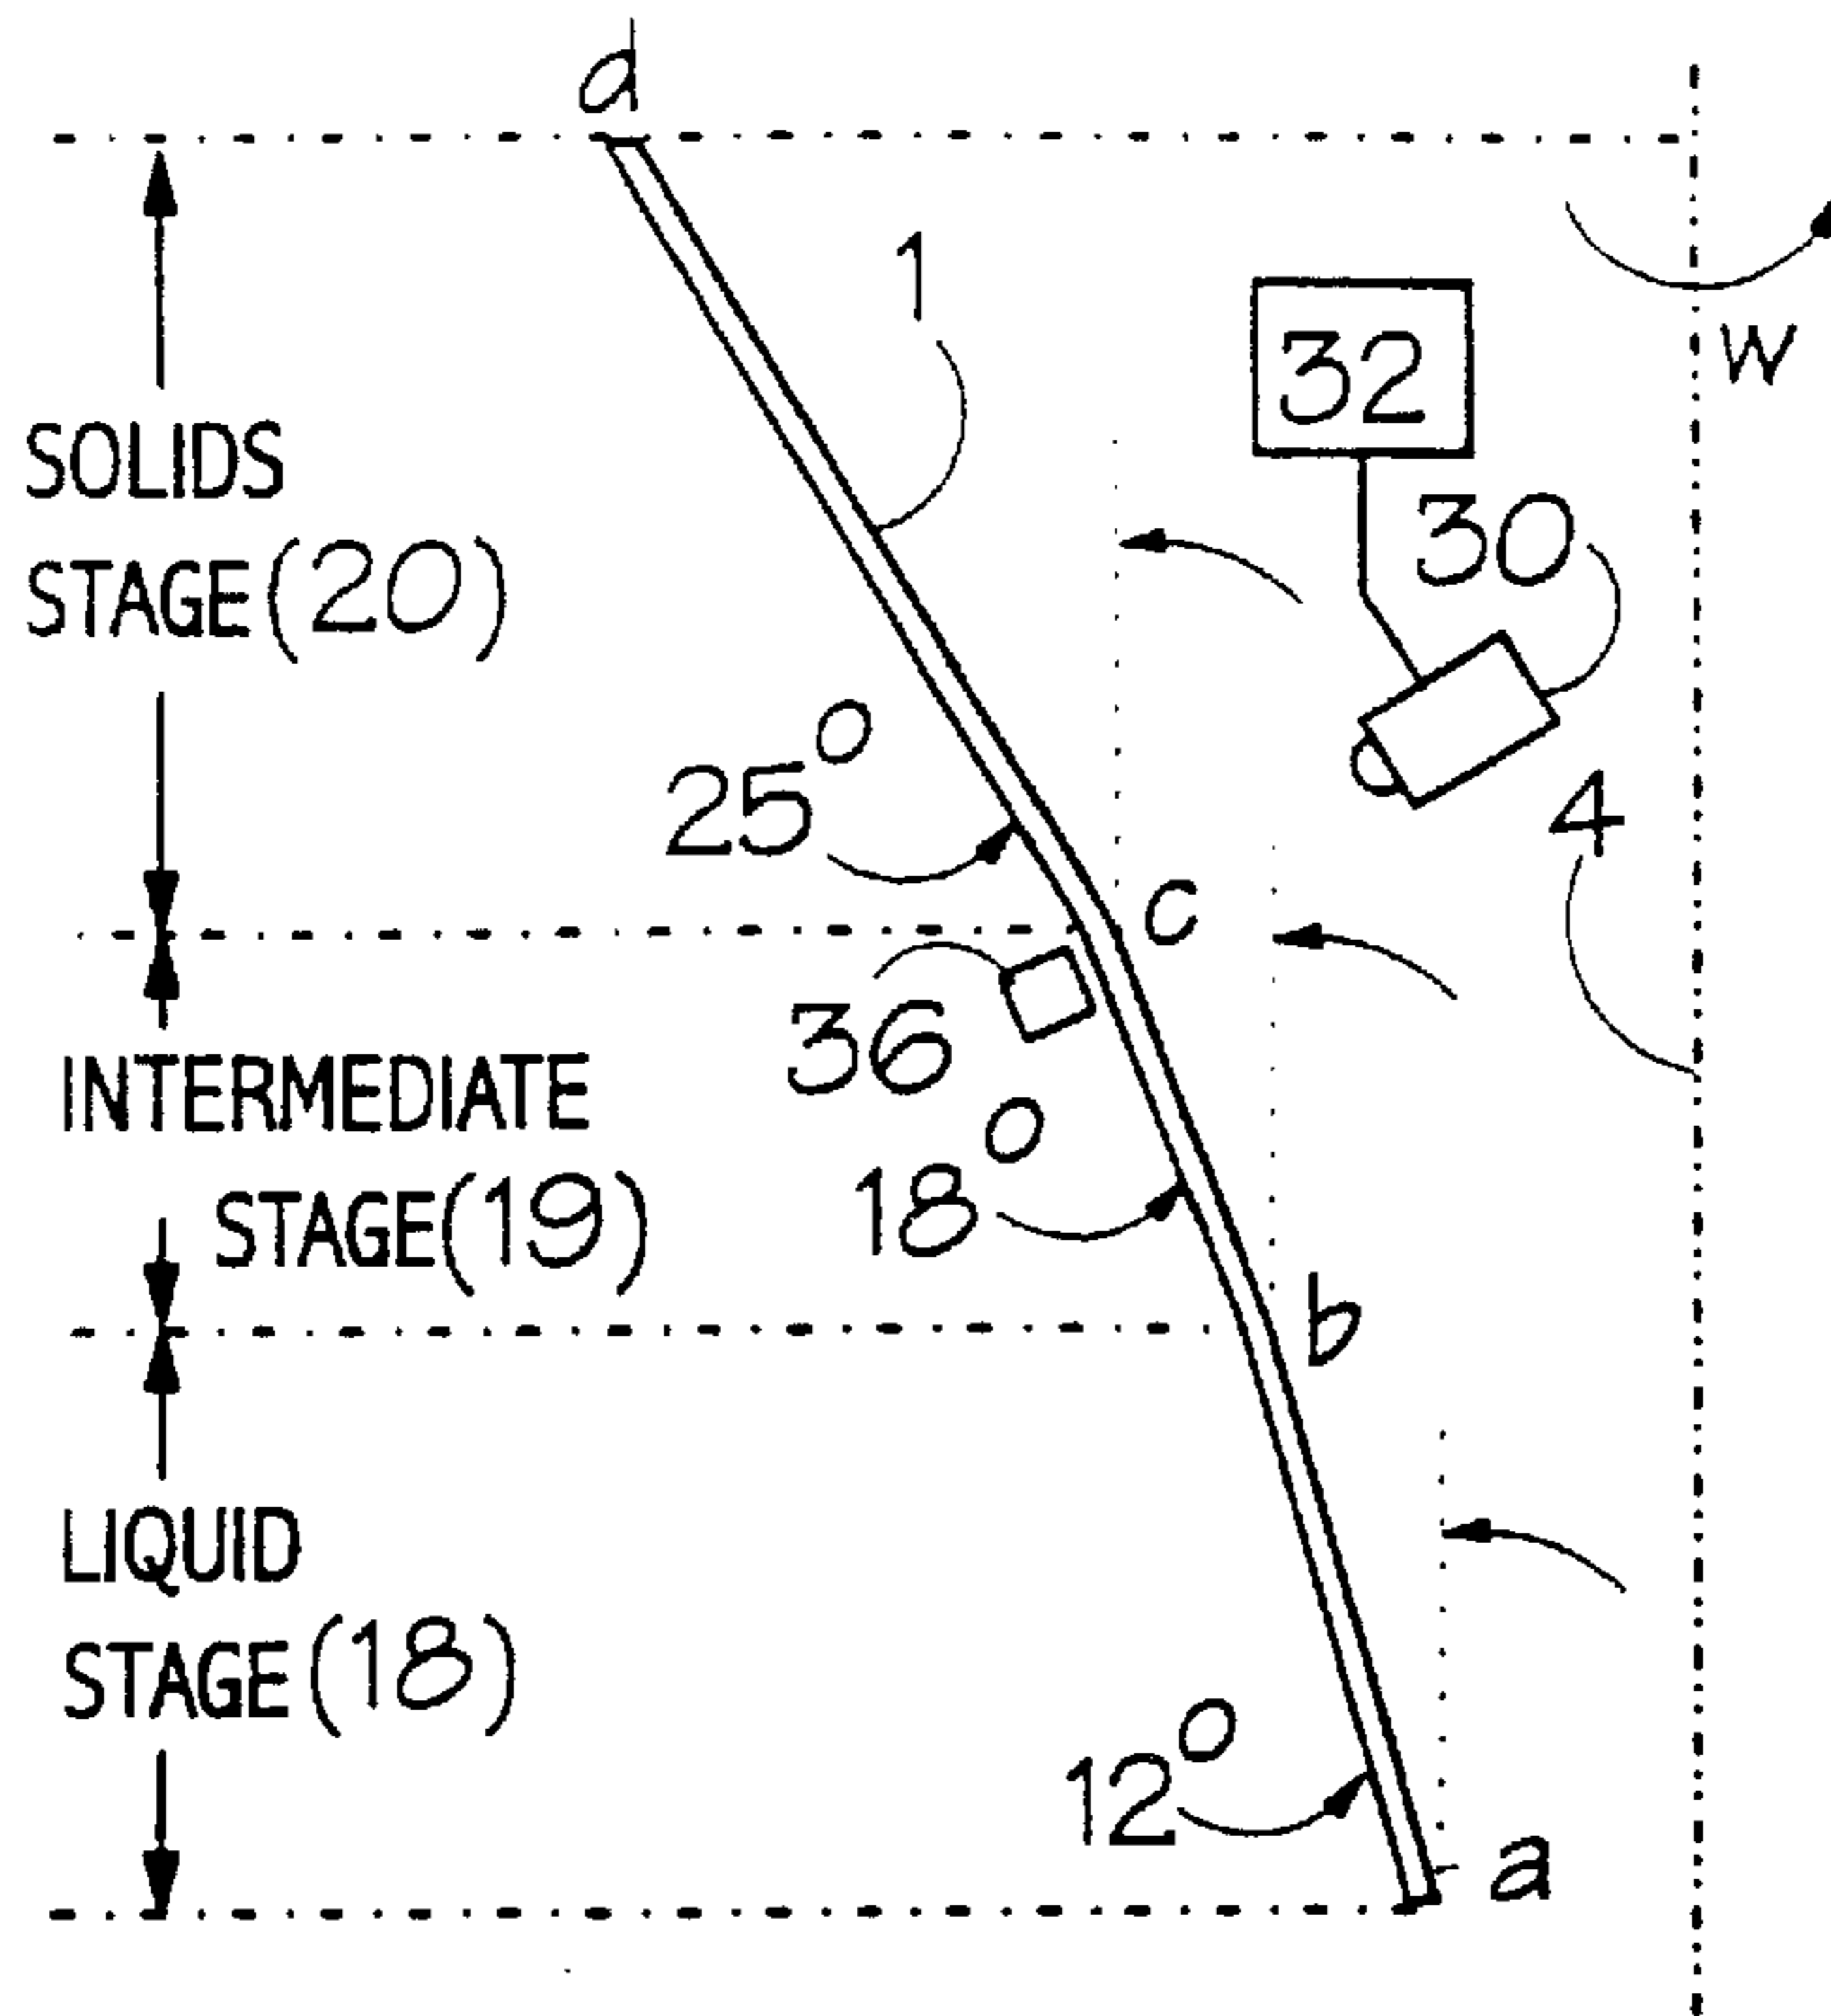 d
1
32
W
SOLIDS
STAGE (20)
30
25°
4
c
36
INTERMEDIATE
STAGE (19)
18°
b
LIQUID
STAGE (18)
12°
a